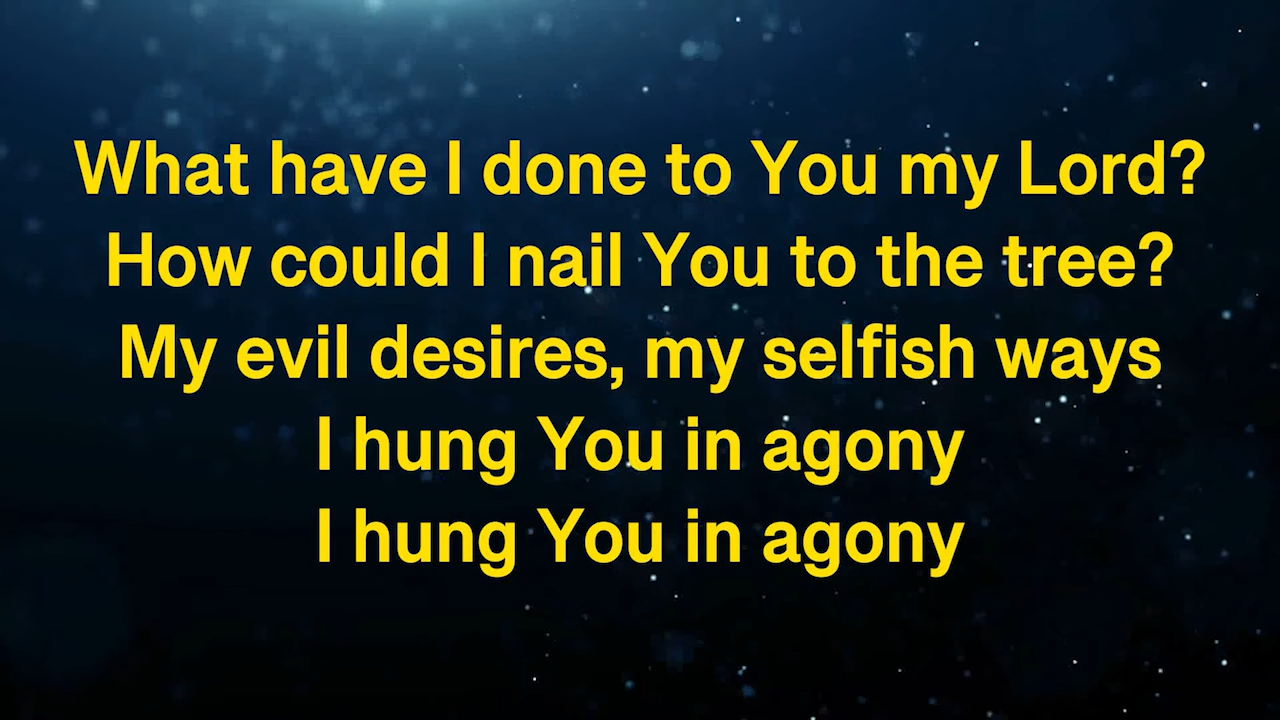 What have I done to You my Lord?
How could I nail You to the tree?
My evil desires, my selfish ways
I hung You in agony
I hung You in agony